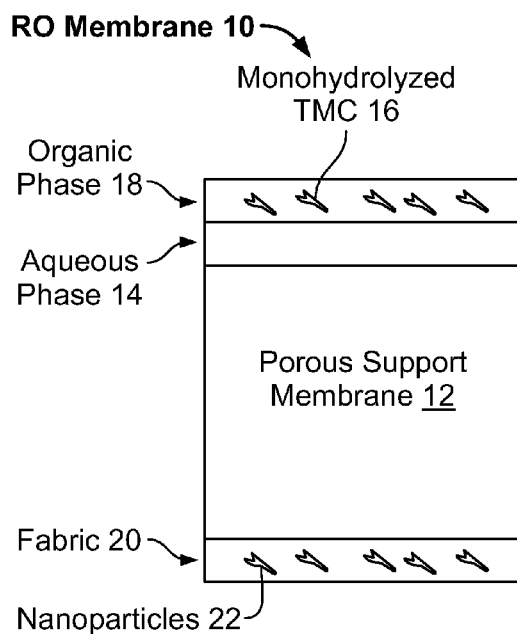 RO Membrane 10
Monohydrolyzed
TMC 16
Organic
Phase 18
Aqueous
Phase 14
Porous Support
Membrane 12
Fabric 20
Nanoparticles 22